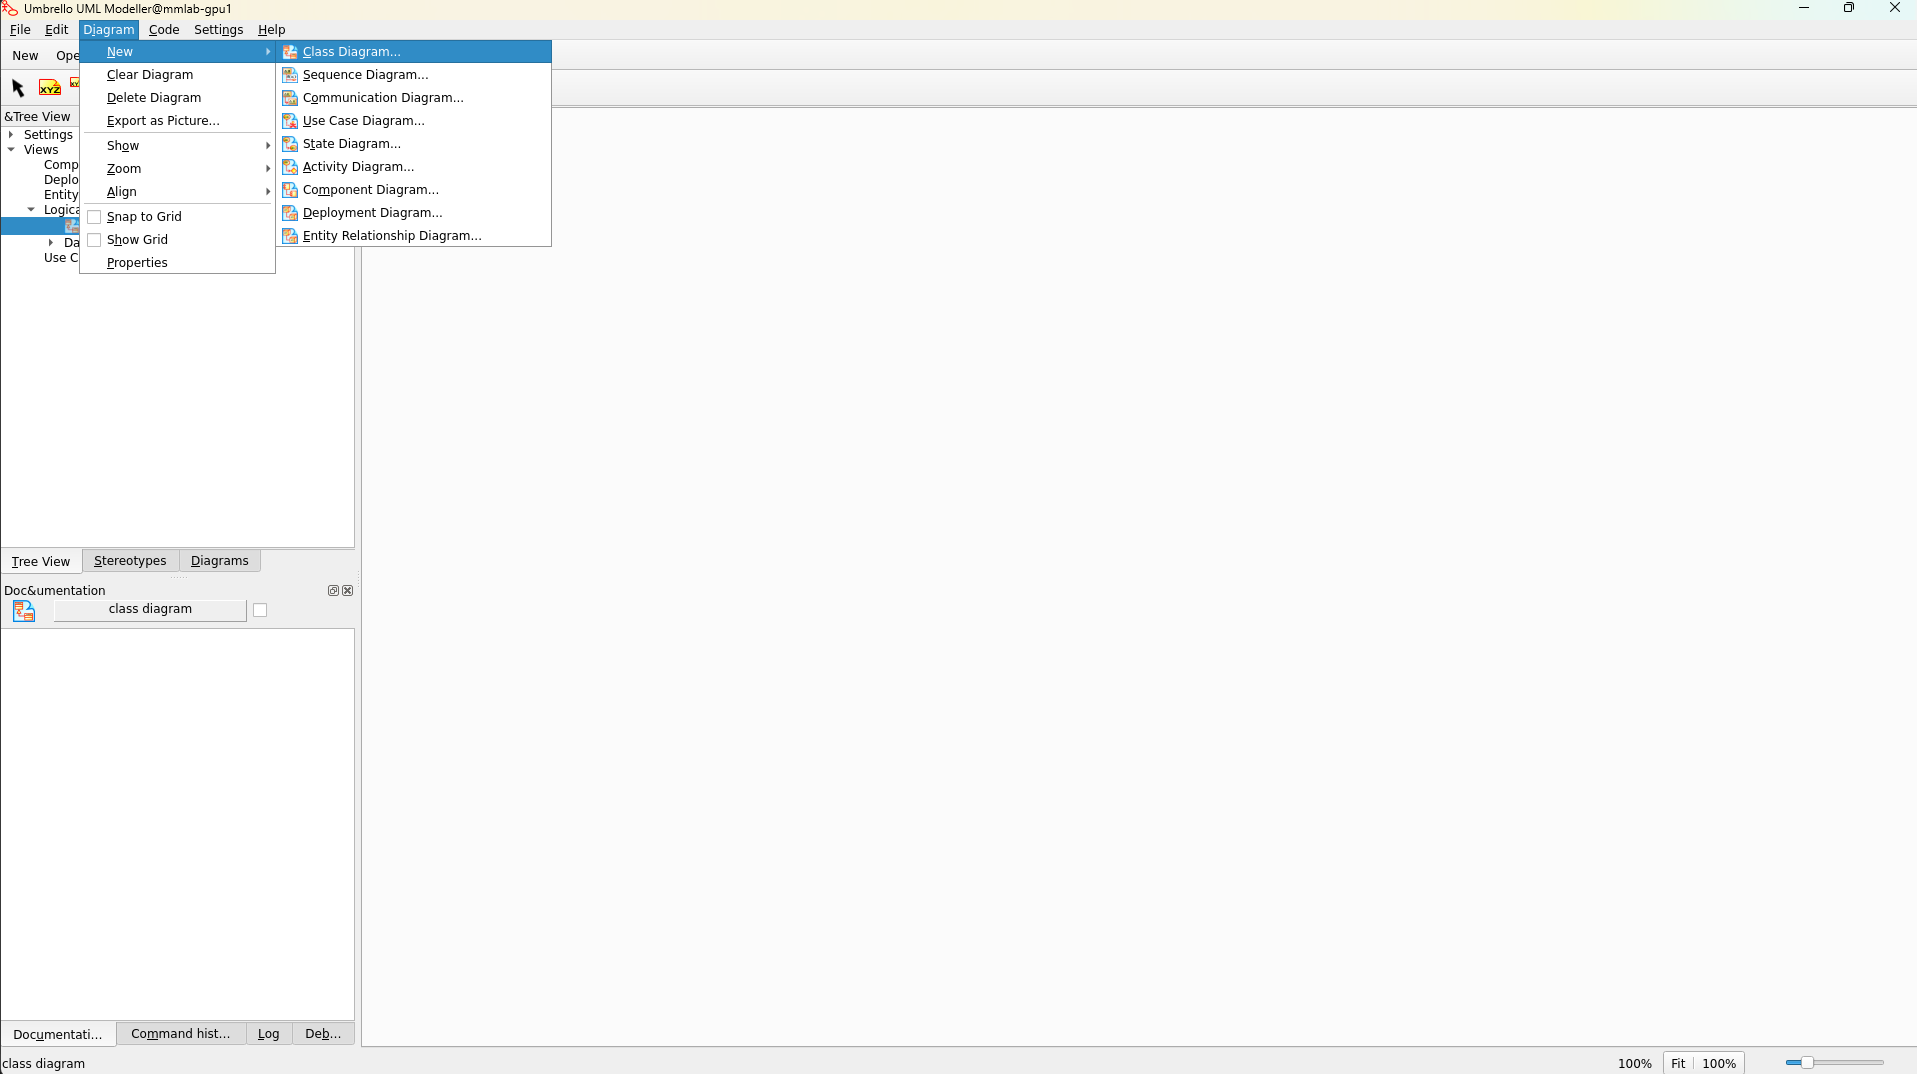 Umbrello UML Modeller@mmlab-gpu1
File Edit Diagram Code Settings Help
New Ope
New
Clear Diagram
Delete Diagram
Export as Picture...
Show
Zoom
Align
Snap to Grid
Show Grid
Properties
Class Diagram...
Sequence Diagram...
Communication Diagram...
Use Case Diagram...
State Diagram...
Activity Diagram...
Component Diagram...
Deployment Diagram...
Entity Relationship Diagram...
XYZ
&Tree View
Settings
Views
Comp
Deplo
Entity
Logica
Da
Use C
Tree View Stereotypes Diagrams
Doc&umentation
class diagram
Documentati... Command hist... Log Deb...
class diagram
100% Fit 100%